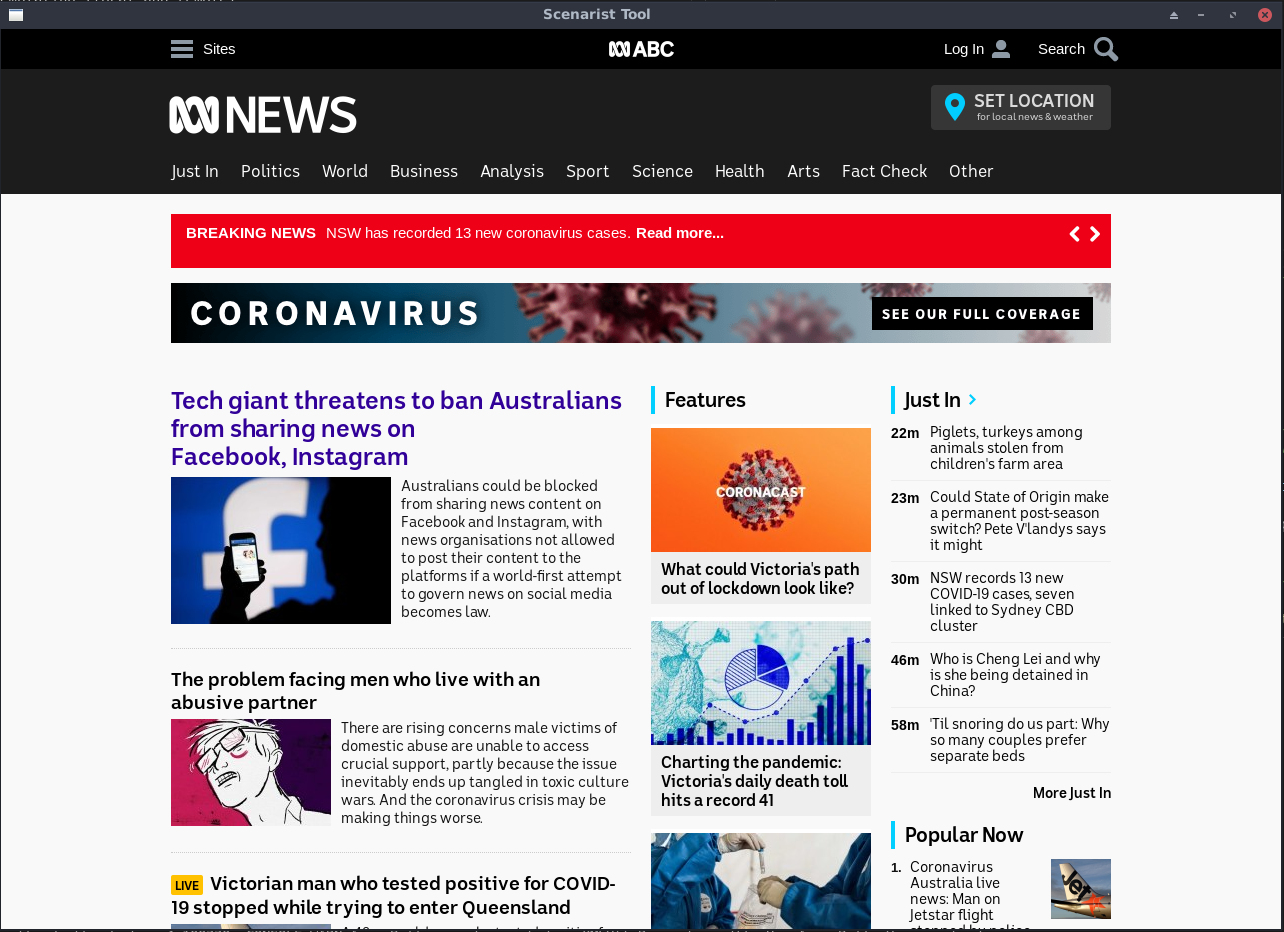 Scenarist Tool
Sites
ABC
Log In
Search
NEWS
SET LOCATION
for local news & weather
Just In Politics World Business Analysis Sport Science Health Arts Fact Check Other
BREAKING NEWS NSW has recorded 13 new coronavirus cases. Read more...
CORONAVIRUS
SEE OUR FULL COVERAGE
Tech giant threatens to ban Australians
from sharing news on
Facebook, Instagram
Australians could be blocked
from sharing news content on
Facebook and Instagram, with
news organisations not allowed
to post their content to the
platforms if a world-first attempt
to govern news on social media
becomes law.
The problem facing men who live with an
abusive partner
There are rising concerns male victims of
domestic abuse are unable to access
crucial support, partly because the issue
inevitably ends up tangled in toxic culture
wars. And the coronavirus crisis may be
making things worse.
LIVE Victorian man who tested positive for COVID-
19 stopped while trying to enter Queensland
Features
CORONACAST
What could Victoria's path
out of lockdown look like?
Charting the pandemic:
Victoria's daily death toll
hits a record 41
Just In
22m Piglets, turkeys among
animals stolen from
children's farm area
23m Could State of Origin make
a permanent post-season
switch? Pete V'landys says
it might
30m NSW records 13 new
COVID-19 cases, seven
linked to Sydney CBD
cluster
46m Who is Cheng Lei and why
is she being detained in
China?
58m 'Til snoring do us part: Why
so many couples prefer
separate beds
More Just In
Popular Now
1. Coronavirus
Australia live
news: Man on
Jetstar flight
stopped by police